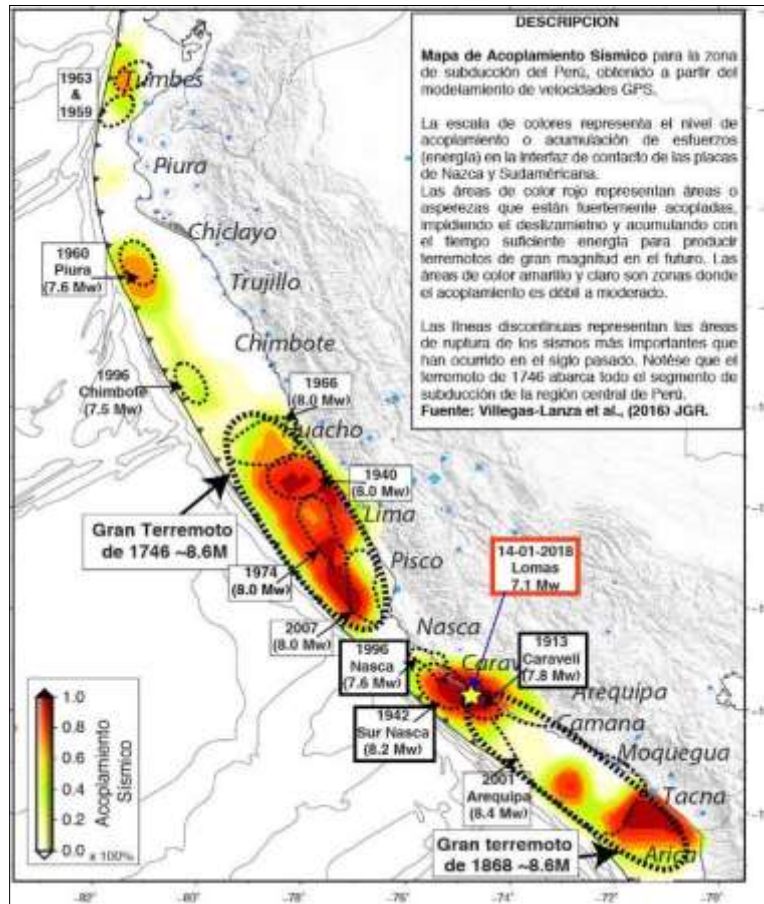 DESCRIPCION
Mapa de Acoplamiento Sísmico para la zona
de subducción del Perú, obtenido a partir del
modelamiento de velocidades GPS.
La escala de colores representa el nivel de
acoplamiento o acumulación de esfuerzos
(energía) en la interfaz de contacto de las placas
de Nazca y Sudaméricana.
Las áreas de color rojo representan áreas o
asperezas que están fuertemente acopladas,
impidiendo el deslizamietno y acumulando con
el tiempo suficiente energía para producir
terremotos de gran magnitud en el futuro. Las
áreas de color amarillo y claro son zonas donde
el acoplamiento es débil a moderado.
Las líneas discontinuas representan las áreas
de ruptura de los sismos más importantes que
han ocurrido en el siglo pasado. Notése que el
terremoto de 1746 abarca todo el segmento de
subducción de la región central de Perú.
Fuente: Villegas-Lanza et al., (2016) JGR.
1963
&
1959
Tumbes
Piura
Chiclayo
1960
Piura
(7.6 Mw)
Trujillo
Chimbote
1996
Chimbote
(7.5 Mw)
1966
(8.0 Mw)
Huacho
1940
(8.0 Mw)
Lima
Gran Terremoto
de 1746 ~8.6M
1974
(8.0 Mw)
Pisco
14-01-2018
Lomas
7.1 Mw
2007
(8.0 Mw)
Nasca
1996
Nasca
(7.6 Mw)
Carav
1913
Caraveli
(7.8 Mw)
Arequipa
1942
Sur Nasca
(8.2 Mw)
Camana
Moquegua
2001
Arequipa
(8.4 Mw)
Tacna
Gran terremoto
de 1868 ~8.6M
Arica
1.0
0.8
0.6
0.4
0.2
0.0
x 100%
Acoplamiento
Sísmico
-82° -80° -78° -76° -74° -72° -70°